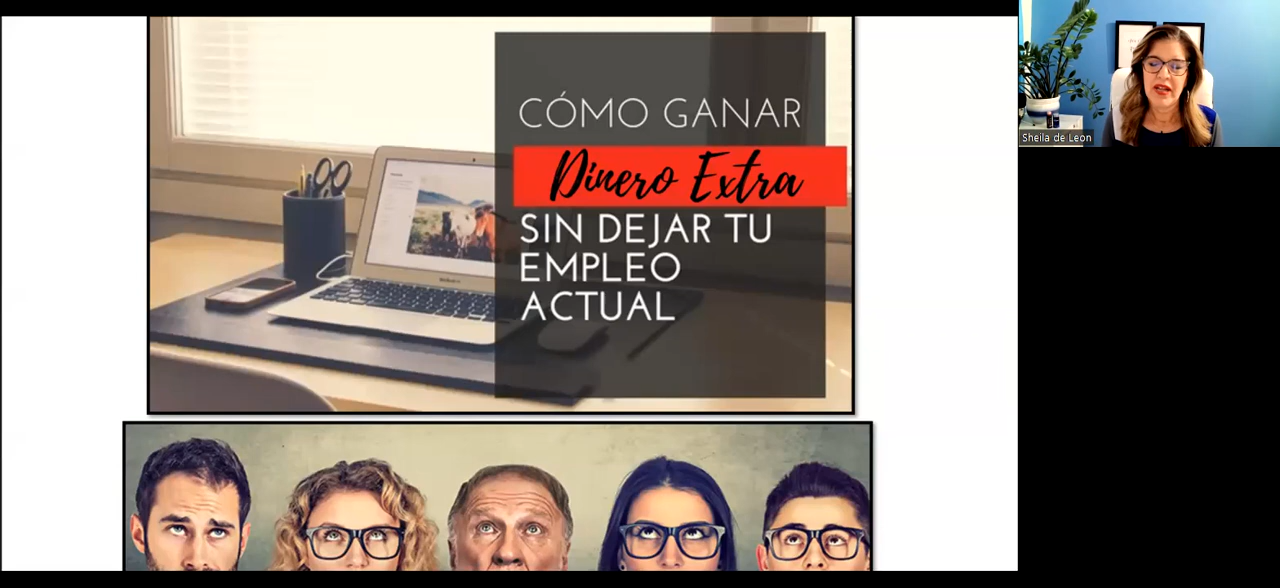 CÓMO GANAR
Dinero Extra
SIN DEJAR TU
EMPLEO
ACTUAL
Sheila de Leon